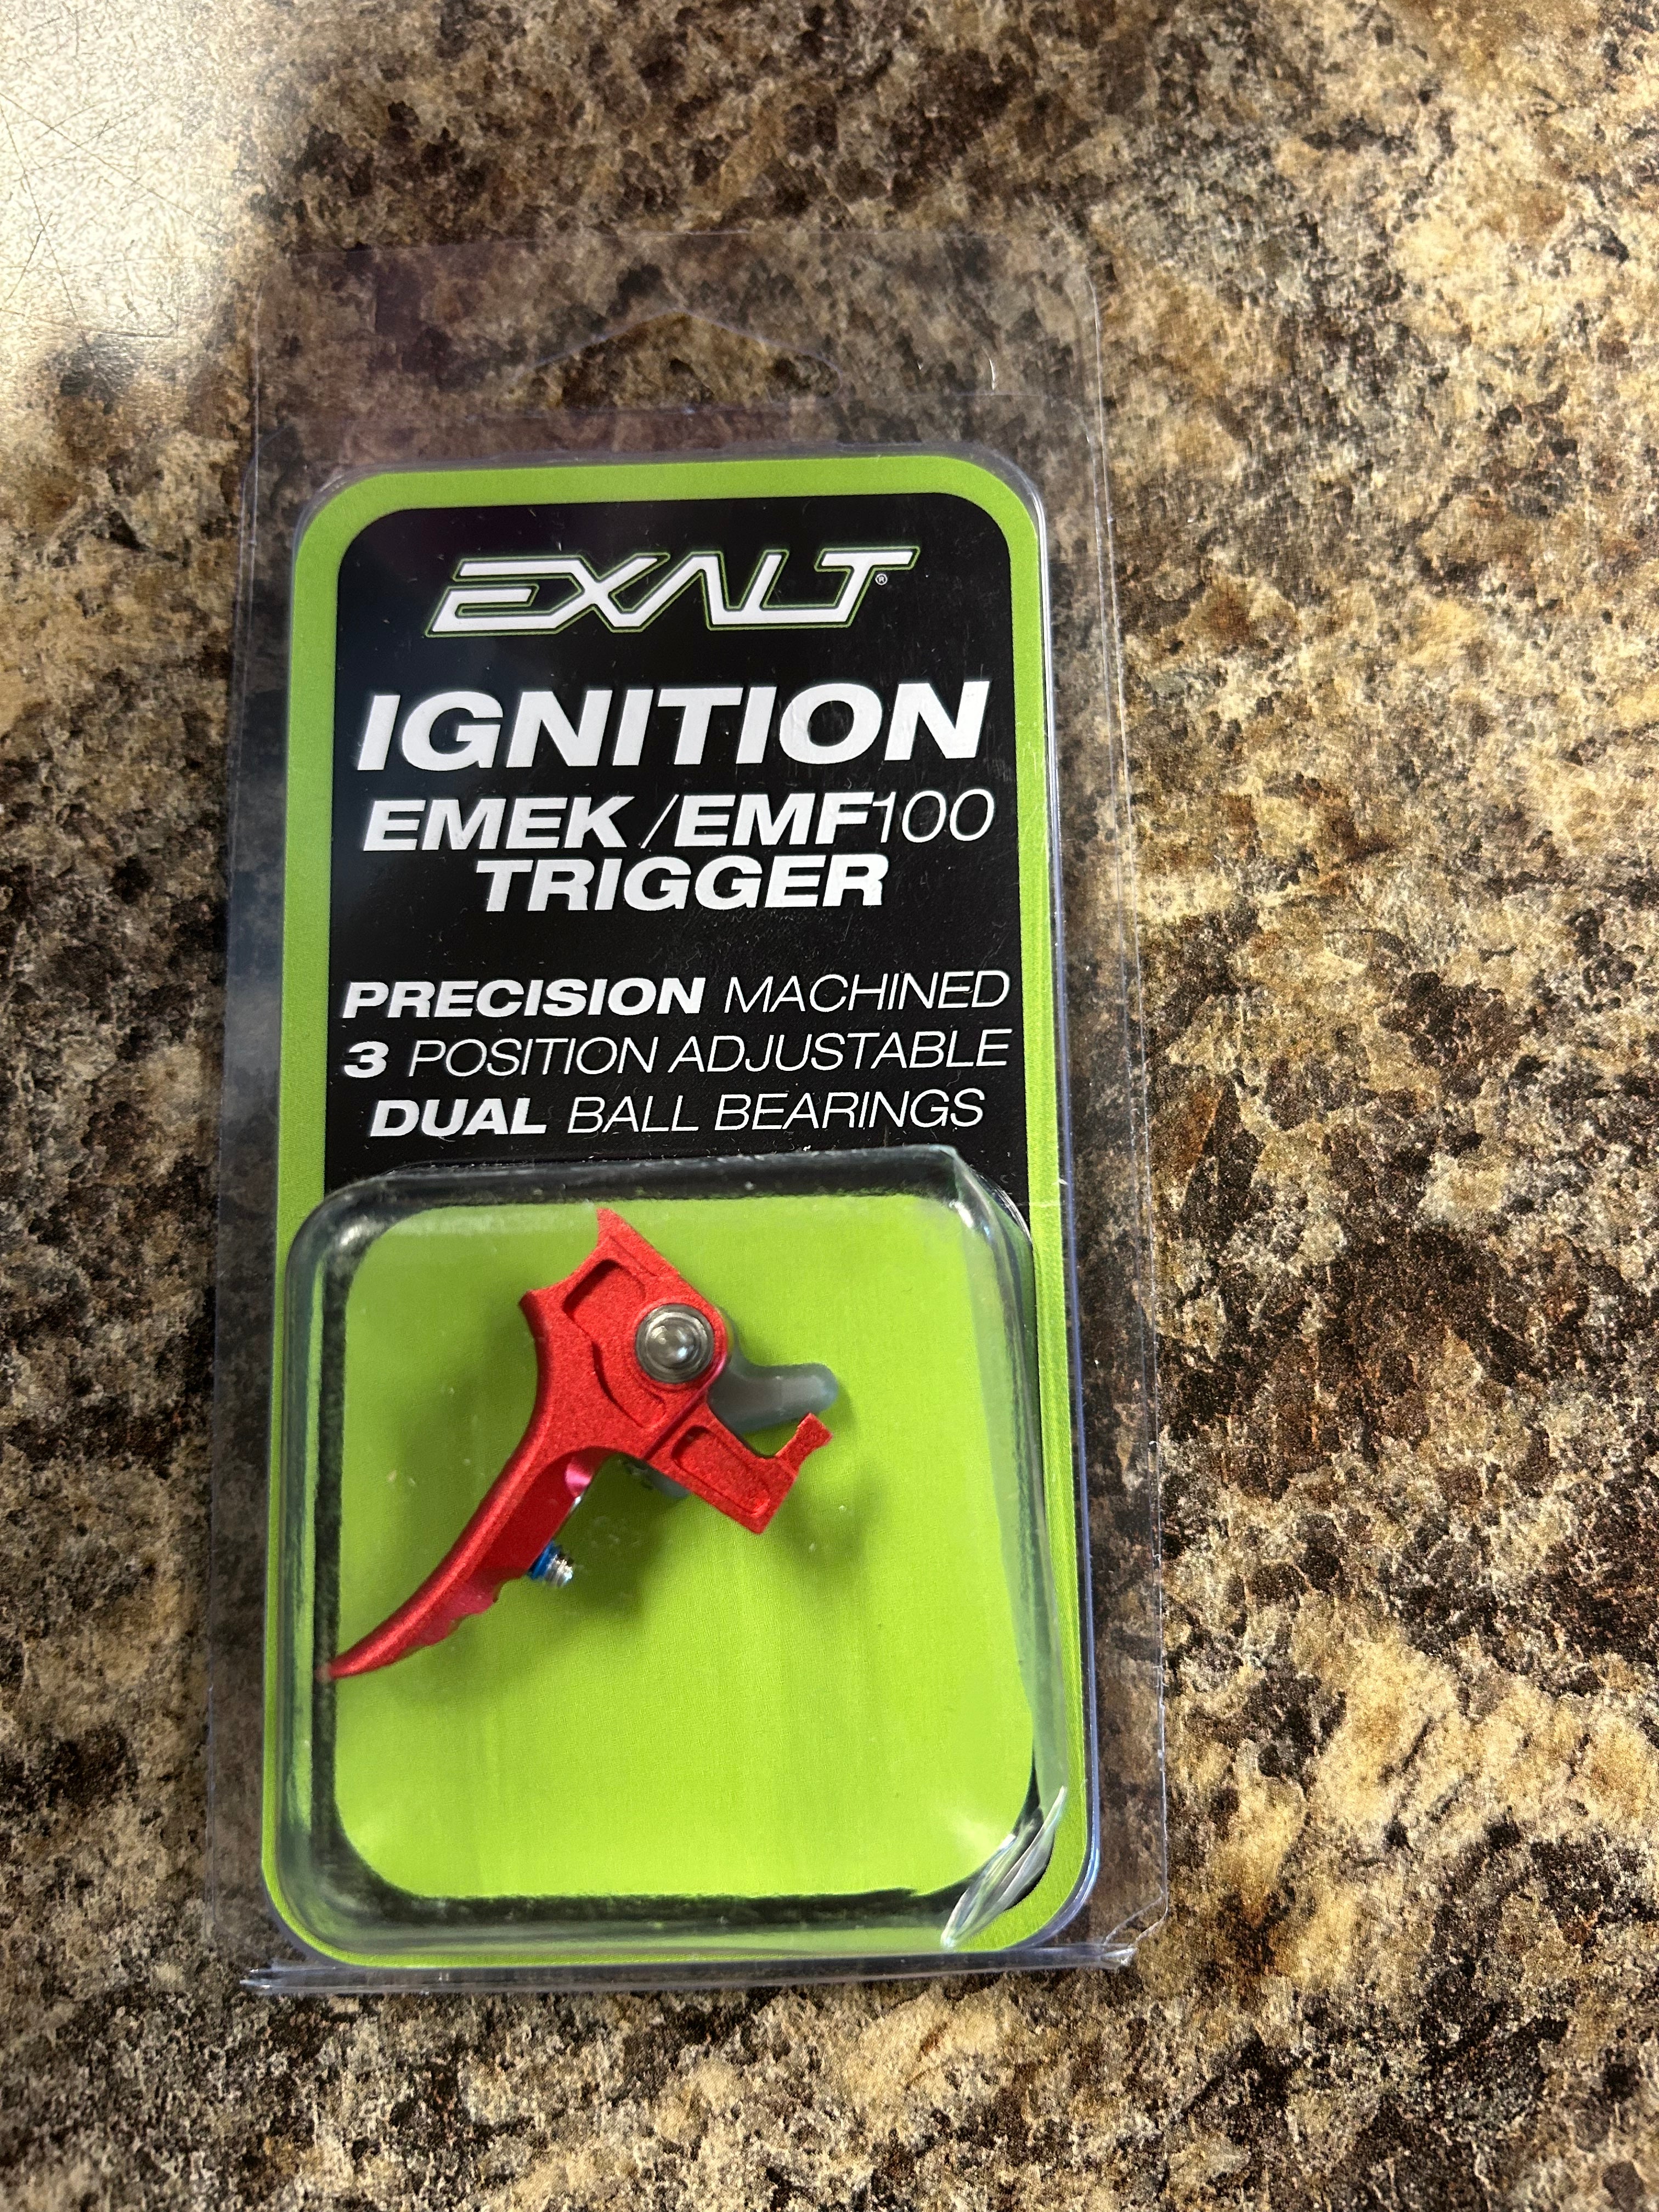 EXALT®
IGNITION
EMEK/EMF100
TRIGGER
PRECISION MACHINED
3 POSITION ADJUSTABLE
DUAL BALL BEARINGS